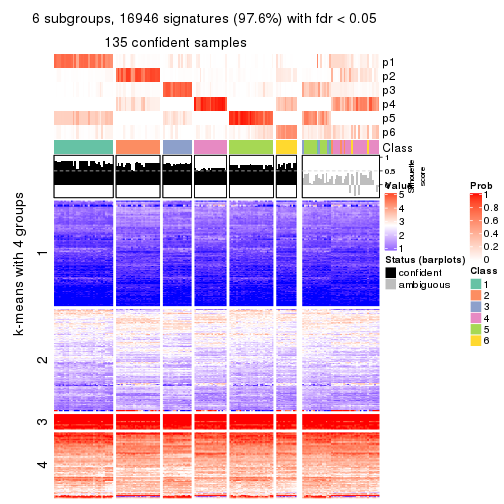 6 subgroups, 16946 signatures (97.6%) with fdr < 0.05
135 confident samples
p1
p2
p3
p4
p5
p6
Class
1
0.5
0
Silhouette
score
k-means with 4 groups
1
2
3
4
Value
5
4
3
2
1
Status (barplots)
confident
ambiguous
Prob
1
0.8
0.6
0.4
0.2
0
Class
1
2
3
4
5
6